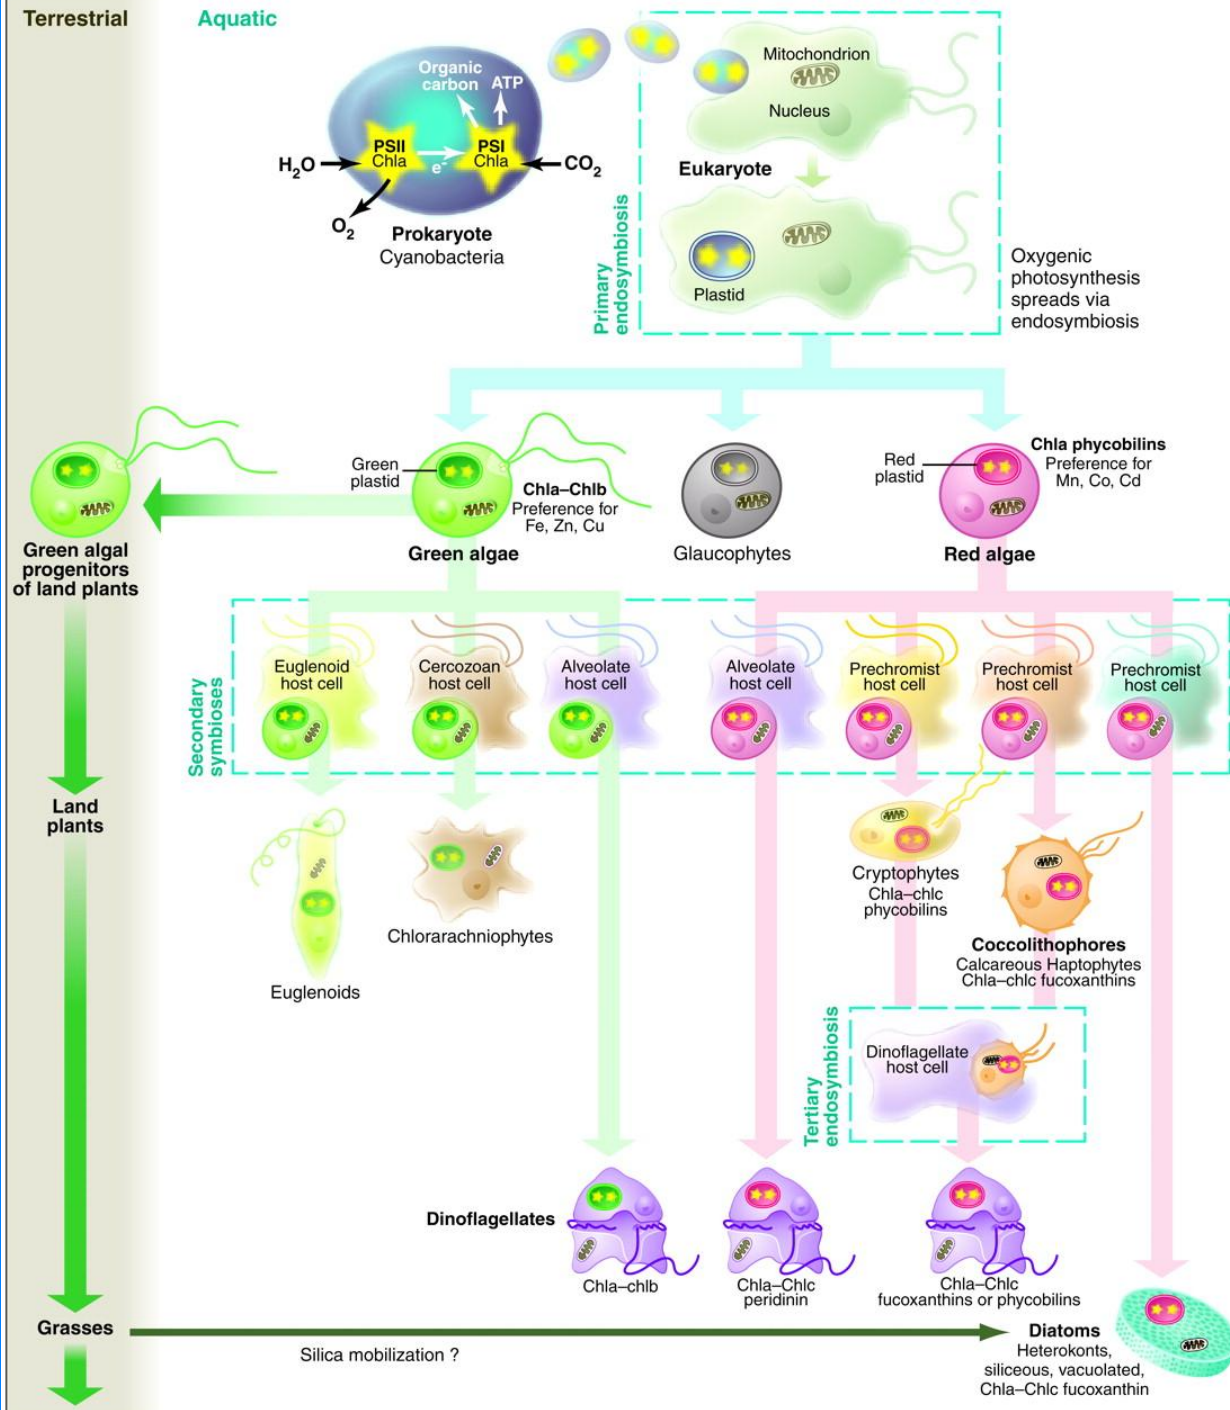 Terrestrial
Aquatic
Organic
carbon
ATP
PSII
Chla
e-
PSI
Chla
H2O
CO2
O2
Prokaryote
Cyanobacteria
Mitochondrion
Nucleus
Eukaryote
Plastid
Primary
endosymbiosis
Oxygenic
photosynthesis
spreads via
endosymbiosis
Green algal
progenitors
of land plants
Green
plastid
Chla–Chlb
Preference for
Fe, Zn, Cu
Green algae
Glaucophytes
Red
plastid
Chla phycobilins
Preference for
Mn, Co, Cd
Red algae
Secondary
symbioses
Euglenoid
host cell
Cercozoan
host cell
Alveolate
host cell
Alveolate
host cell
Prechromist
host cell
Prechromist
host cell
Prechromist
host cell
Land
plants
Euglenoids
Chlorarachniophytes
Cryptophytes
Chla–chlc
phycobilins
Coccolithophores
Calcareous Haptophytes
Chla–chlc fucoxanthins
Tertiary
endosymbiosis
Dinoflagellate
host cell
Dinoflagellates
Chla–chlb
Chla–Chlc
peridinin
Chla–Chlc
fucoxanthins or phycobilins
Grasses
Silica mobilization ?
Diatoms
Heterokonts,
siliceous, vacuolated,
Chla–Chlc fucoxanthin